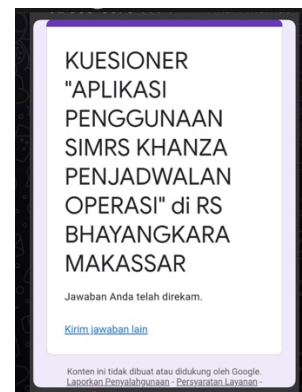 KUESIONER
"APLIKASI
PENGGUNAAN
SIMRS KHANZA
PENJADWALAN
OPERASI" di RS
BHAYANGKARA
MAKASSAR
Jawaban Anda telah direkam.
Kirim jawaban lain
Konten ini tidak dibuat atau didukung oleh Google.
Laporkan Penyalahgunaan - Persyaratan Layanan -